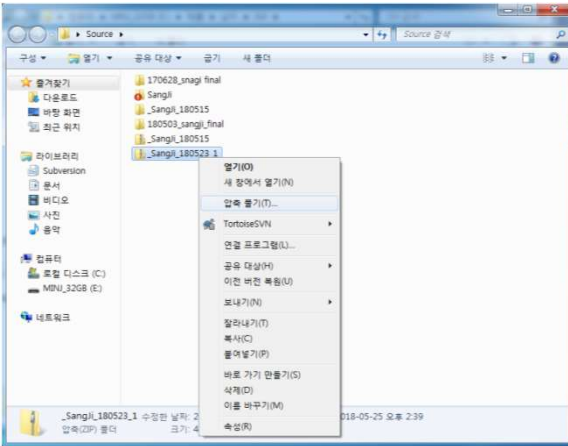 Source
Source 검색
구성
열기
공유 대상
굽기
새 폴더
즐겨찾기
다운로드
바탕 화면
최근 위치
라이브러리
Subversion
문서
비디오
사진
음악
컴퓨터
로컬 디스크 (C:)
MINJ_32GB (E:)
네트워크
170628_snagi final
SangJi
_SangJi_180515
180503_sangji_final
_SangJi_180515
_SangJi_180523_1
열기(O)
새 창에서 열기(N)
압축 풀기(T)...
TortoiseSVN
연결 프로그램(L)...
공유 대상(H)
이전 버전 복원(U)
보내기(N)
잘라내기(T)
복사(C)
붙여넣기(P)
바로 가기 만들기(S)
삭제(D)
이름 바꾸기(M)
속성(R)
_SangJi_180523_1 수정한 날짜: 2
018-05-25 오후 2:39
압축(ZIP) 폴더
크기: 4